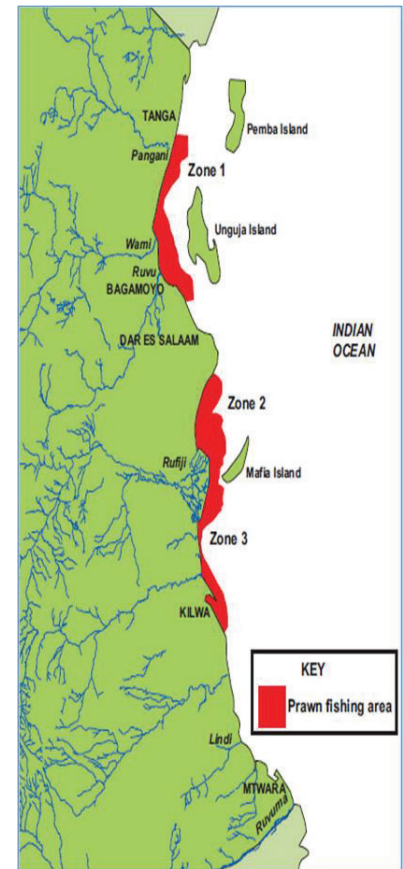 TANGA
Pemba Island
Pangani
Zone 1
Unguja Island
Wami
Ruvu
BAGAMOYO
DAR ES SALAAM
INDIAN
OCEAN
Zone 2
Rufiji
Mafia Island
Zone 3
KILWA
KEY
Prawn fishing area
Lindi
MTWARA
Ruvuma